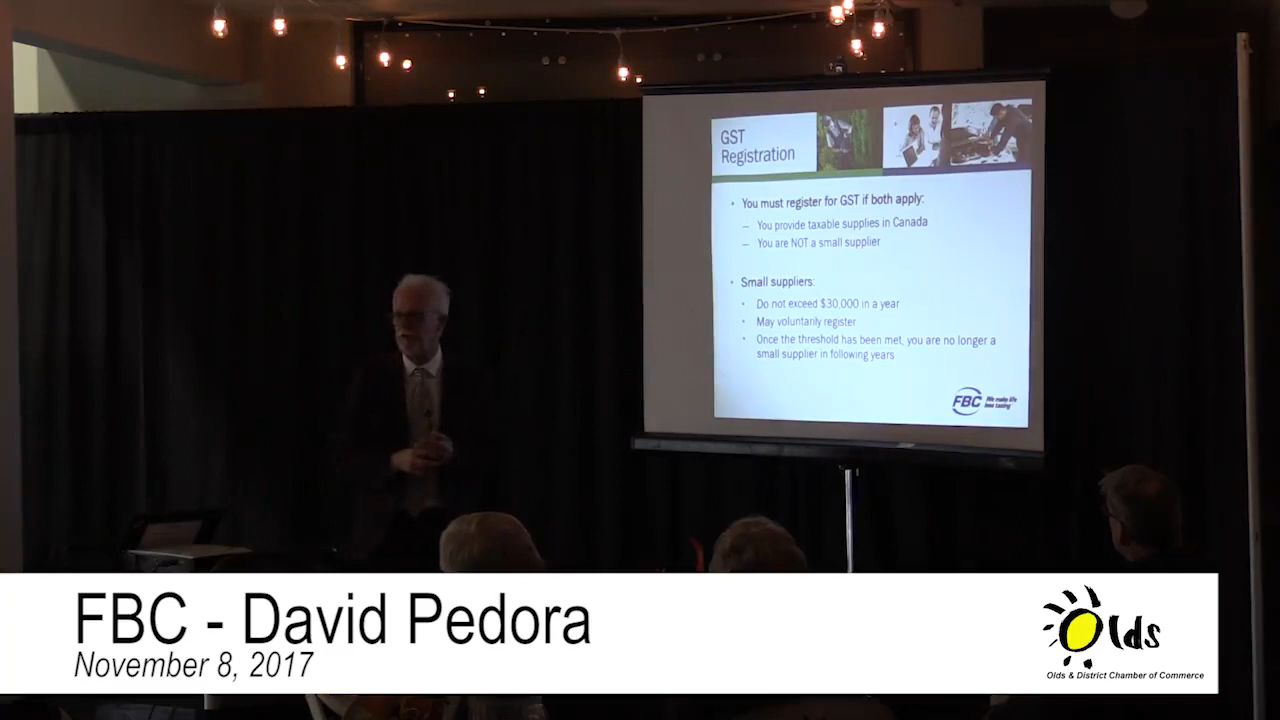 GST
Registration
• You must register for GST if both apply:
– You provide taxable supplies in Canada
– You are NOT a small supplier
• Small suppliers:
• Do not exceed $30,000 in a year
• May voluntarily register
• Once the threshold has been met, you are no longer a
small supplier in following years
FBC We make life
less taxing
FBC - David Pedora
November 8, 2017
Olds
Olds & District Chamber of Commerce